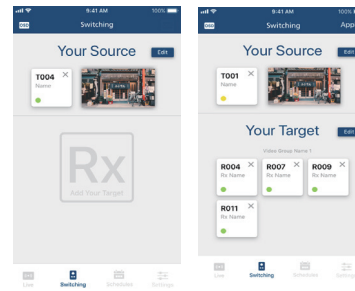 9:41 AM
100%
OSD
Switching
Your Source
Edit
T004
Name
Rx
Add Your Target
Live
Switching
Schedules
Settings
9:41 AM
100%
OSD
Switching
App
Your Source
Edit
T001
Name
Your Target
Edit
Video Group Name 1
R004
Rx Name
R007
Rx Name
R009
Rx Name
R011
Rx Name
Live
Switching
Schedules
Settings